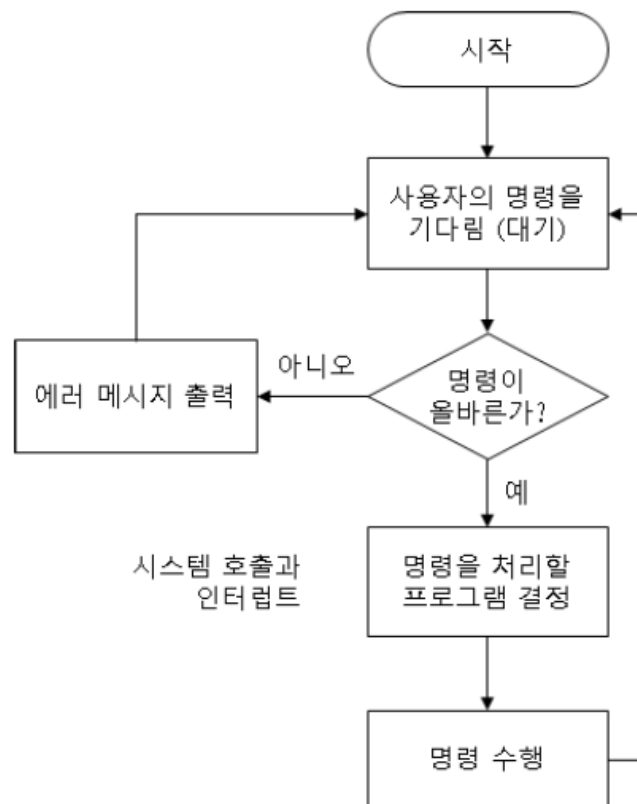 시작
사용자의 명령을
기다림 (대기)
아니오
명령이
올바른가?
에러 메시지 출력
예
시스템 호출과
인터럽트
명령을 처리할
프로그램 결정
명령 수행